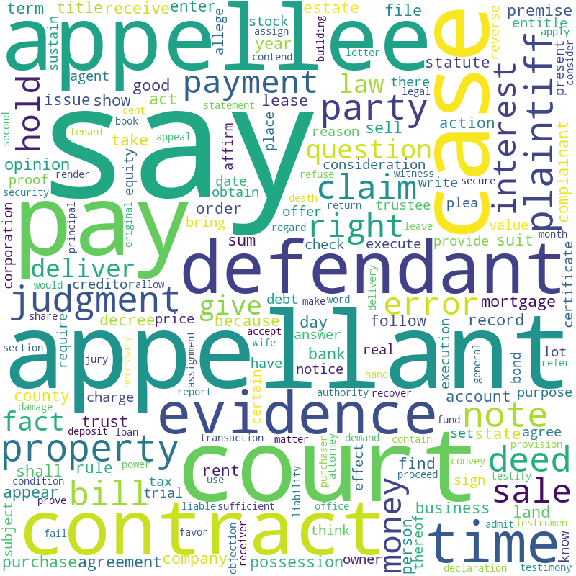 term
title
receive
enter
estate
file
premise
appellee
case
stock
assign
year
building
letter
entitle
apply
present
consider
reverse
sustain
agent
allege
contend
statute
hold
good
payment
law
there
legal
party
interest
plaintiff
issue
show
act
lease
cent
book
statement
tenant
appeal
second
say
take
affirm
place
reason
sell
action
opinion
question
consideration
witness
secure
plea
complainant
proof
equity
date
claim
write
security
render
obtain
refuse
trustee
value
corporation
pay
principal
original
bring
order
offer
death
return
leave
month
right
regard
execute
provide
suit
certificate
deliver
sum
check
defendant
would
creditor
allow
judgment
give
debt
make
word
delivery
error
mortgage
share
decree
price
because
day
follow
record
require
section
jury
accept
wife
answer
real
execution
general
lot
refer
appellant
necessary
assignment
have
bank
county
charge
report
certain
notice
authority
recover
hand
account
bond
purpose
fact
trust
evidence
fund
note
damage
deposit
loan
transaction
matter
demand
contain
set
state
agree
property
rule
power
court
purchaser
attorney
convey
provision
deed
shall
condition
tax
rent
use
effect
find
proceed
sign
testify
sale
appear
bill
trial
prove
liable
sufficient
liability
office
money
person
thereof
business
land
admit
instrument
subject
contract
fail
favor
objection
receiver
think
time
know
purchase
agreement
company
possession
owner
declaration
testimony